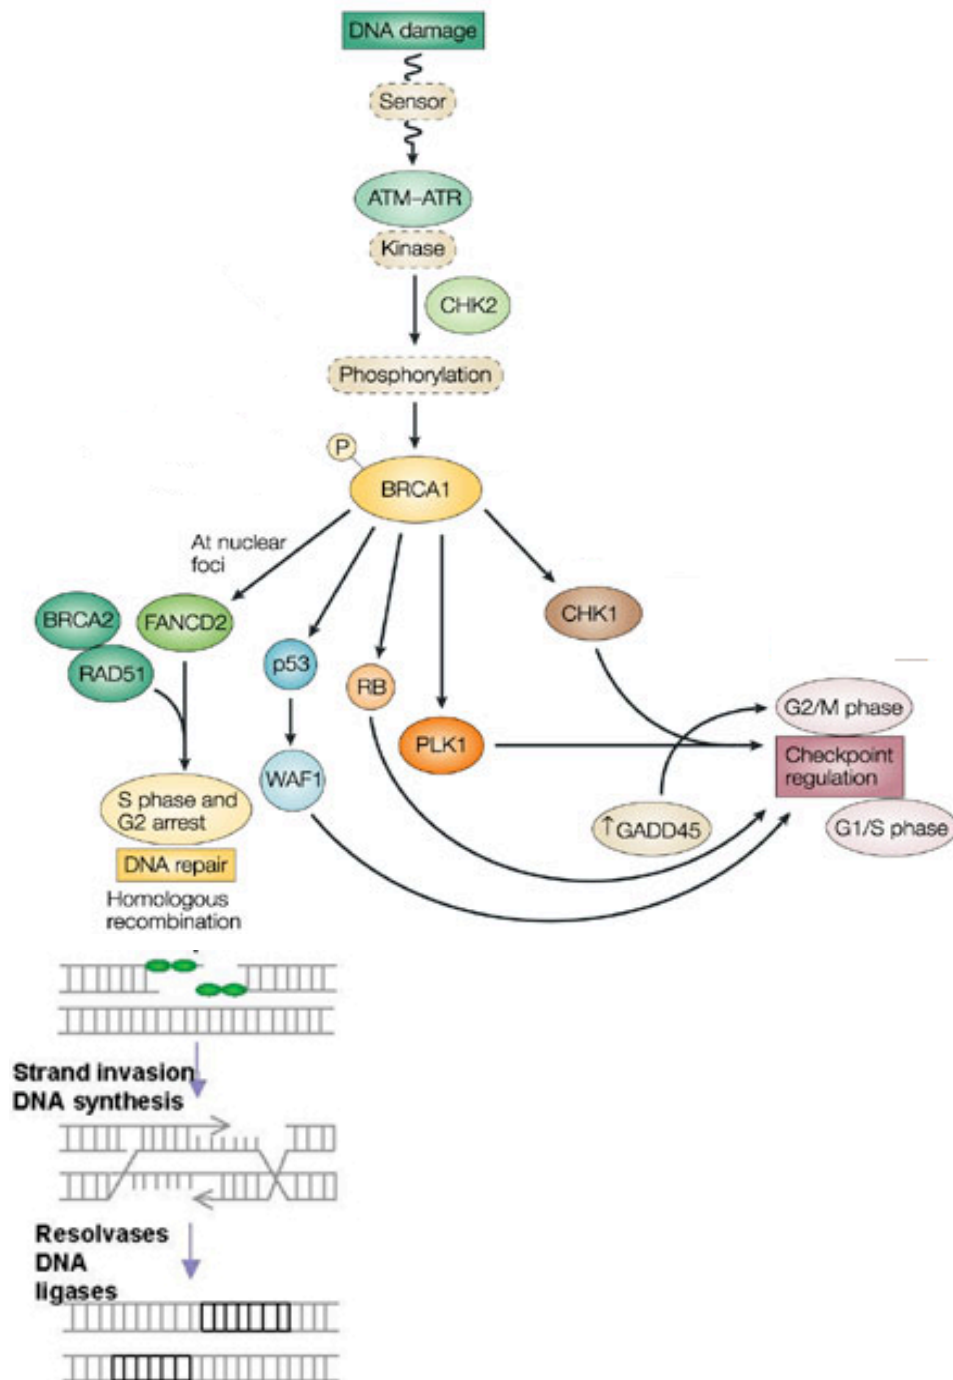 DNA damage
Sensor
ATM–ATR
Kinase
CHK2
Phosphorylation
P
BRCA1
At nuclear
foci
BRCA2
FANCD2
RAD51
p53
RB
CHK1
PLK1
WAF1
G2/M phase
Checkpoint
regulation
G1/S phase
↑GADD45
S phase and
G2 arrest
DNA repair
Homologous
recombination
Strand invasion
DNA synthesis
Resolvases
DNA
ligases